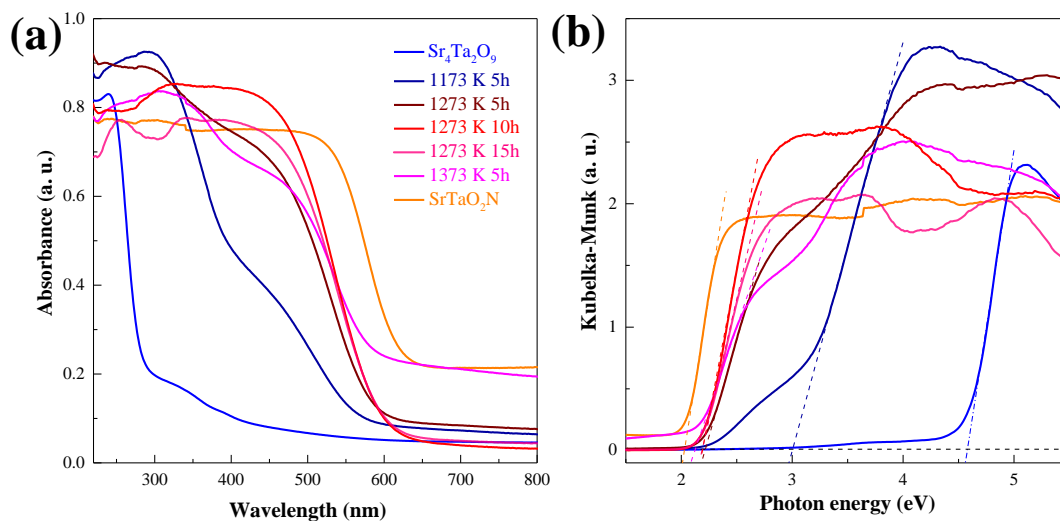 (a)
1.0
0.8
0.6
0.4
0.2
0.0
Absorbance (a. u.)
Sr₄Ta₂O₉
1173 K 5h
1273 K 5h
1273 K 10h
1273 K 15h
1373 K 5h
SrTaO₂N
300 400 500 600 700 800
Wavelength (nm)
(b)
3
2
1
0
Kubelka-Munk (a. u.)
2 3 4 5
Photon energy (eV)